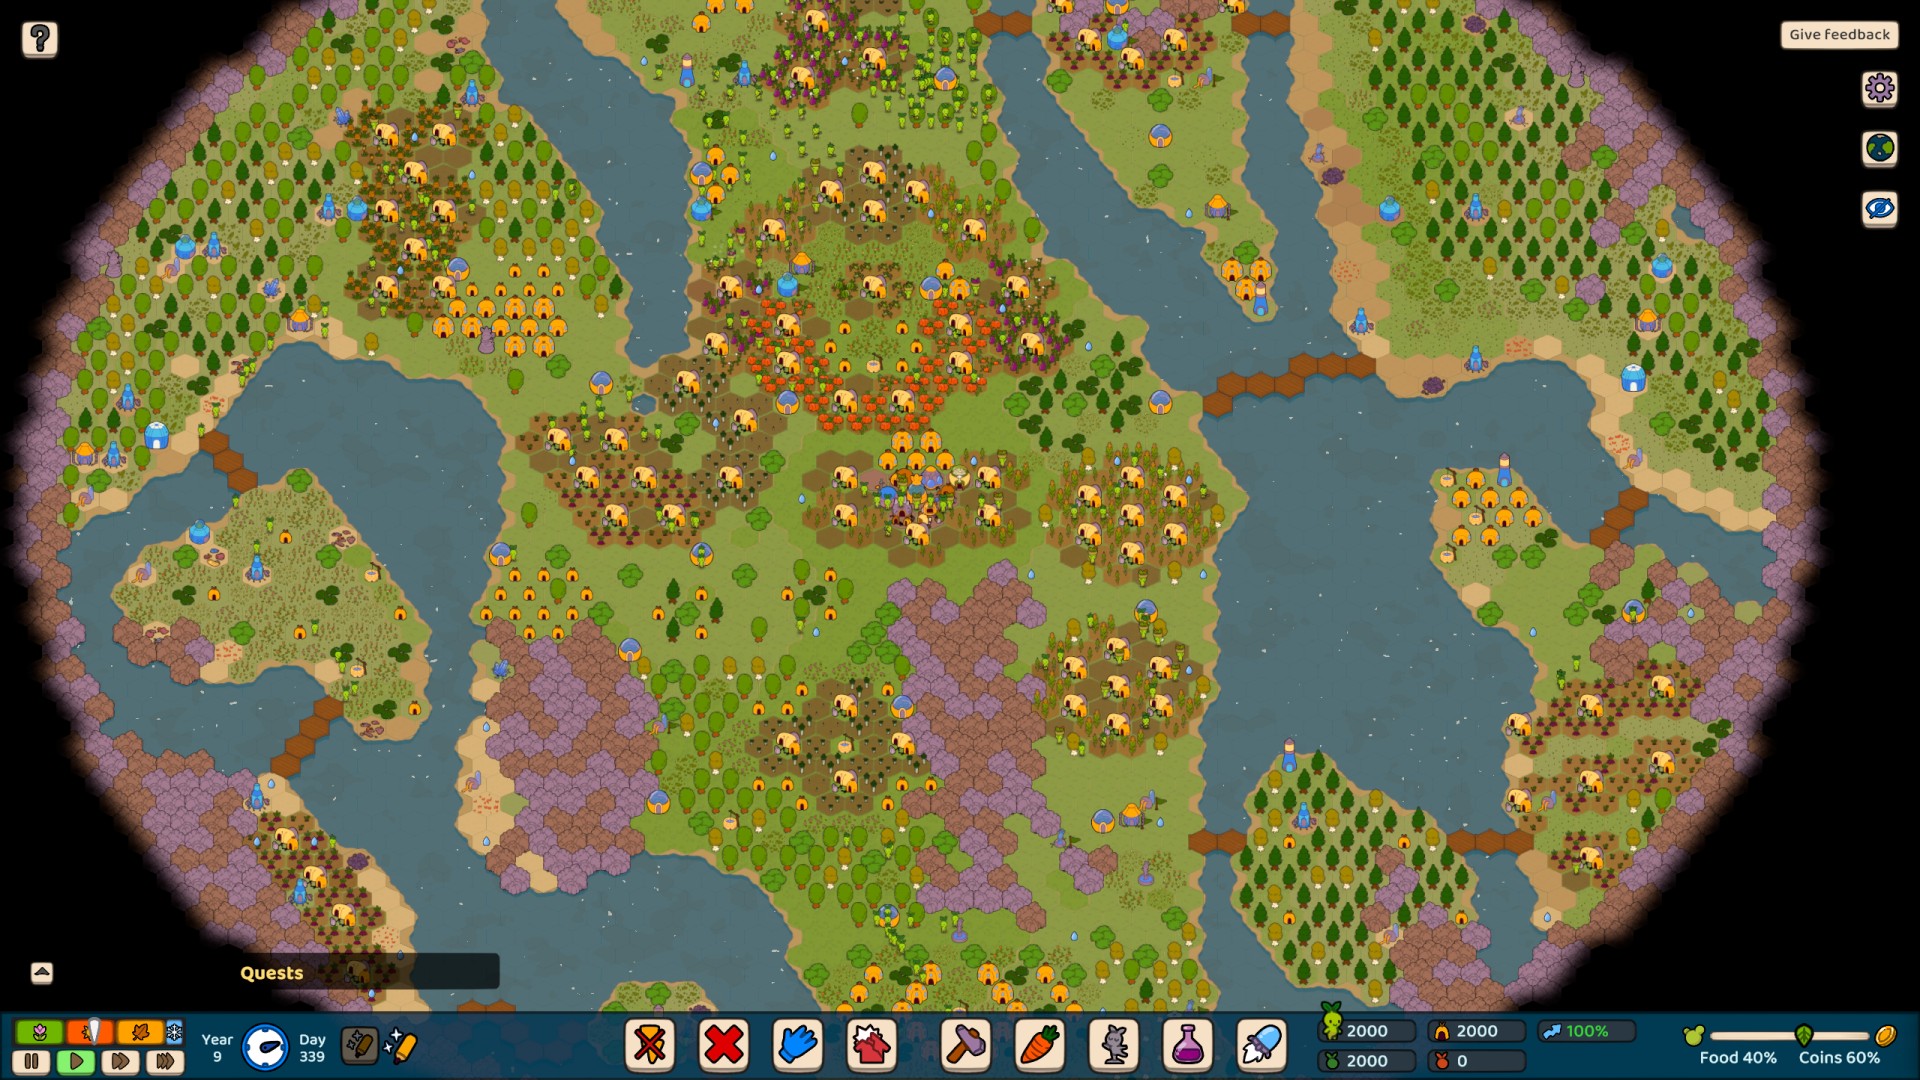 ?
Give feedback
Quests
Year
9
Day
339
2000
2000
100%
2000
0
Food 40%
Coins 60%